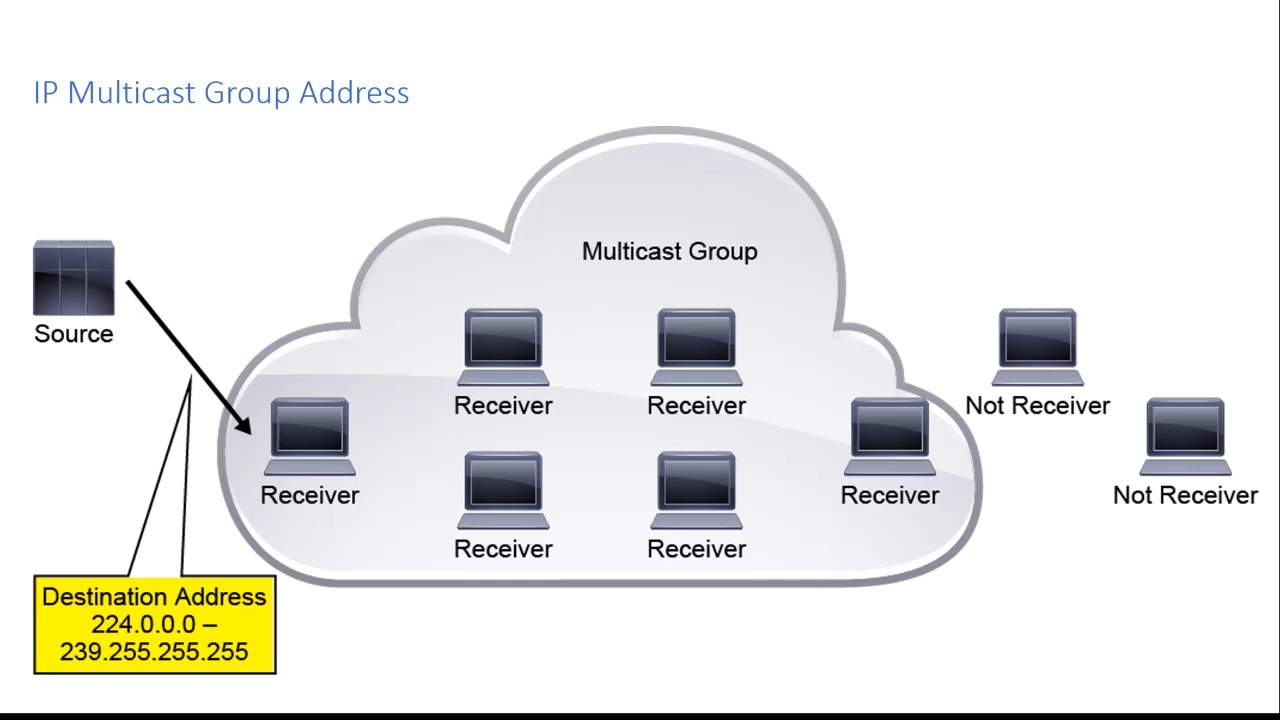 IP Multicast Group Address
Multicast Group
Source
Receiver
Receiver
Not Receiver
Receiver
Receiver
Not Receiver
Receiver
Receiver
Destination Address
224.0.0.0 –
239.255.255.255